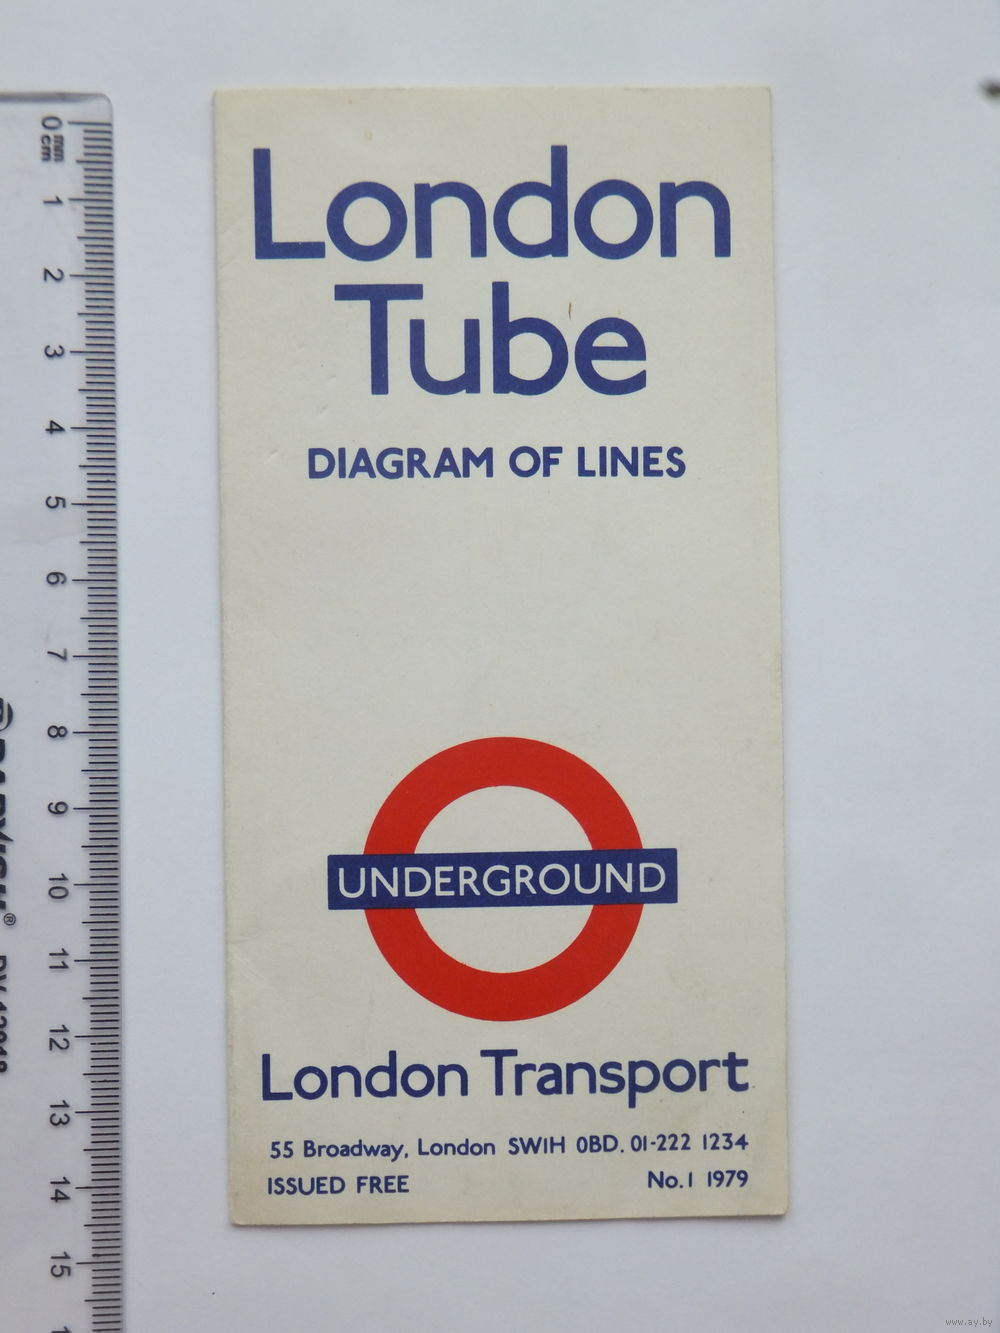 London
Tube
DIAGRAM OF LINES
UNDERGROUND
London Transport
55 Broadway, London SW1H 0BD. 01-222 1234
ISSUED FREE No.1 1979
0 mm
cm
1
2
3
4
5
6
7
8
9
10
11
12
13
14
15
www.ay.by